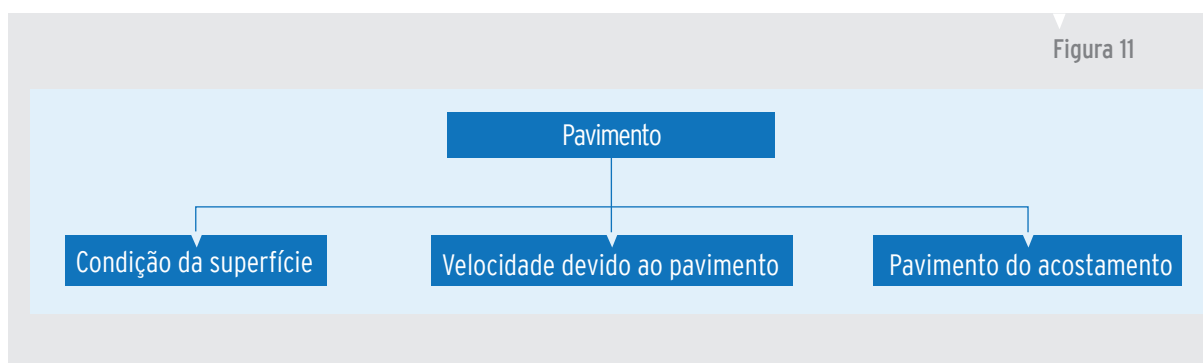 Figura 11
Pavimento
Condição da superfície
Velocidade devido ao pavimento
Pavimento do acostamento